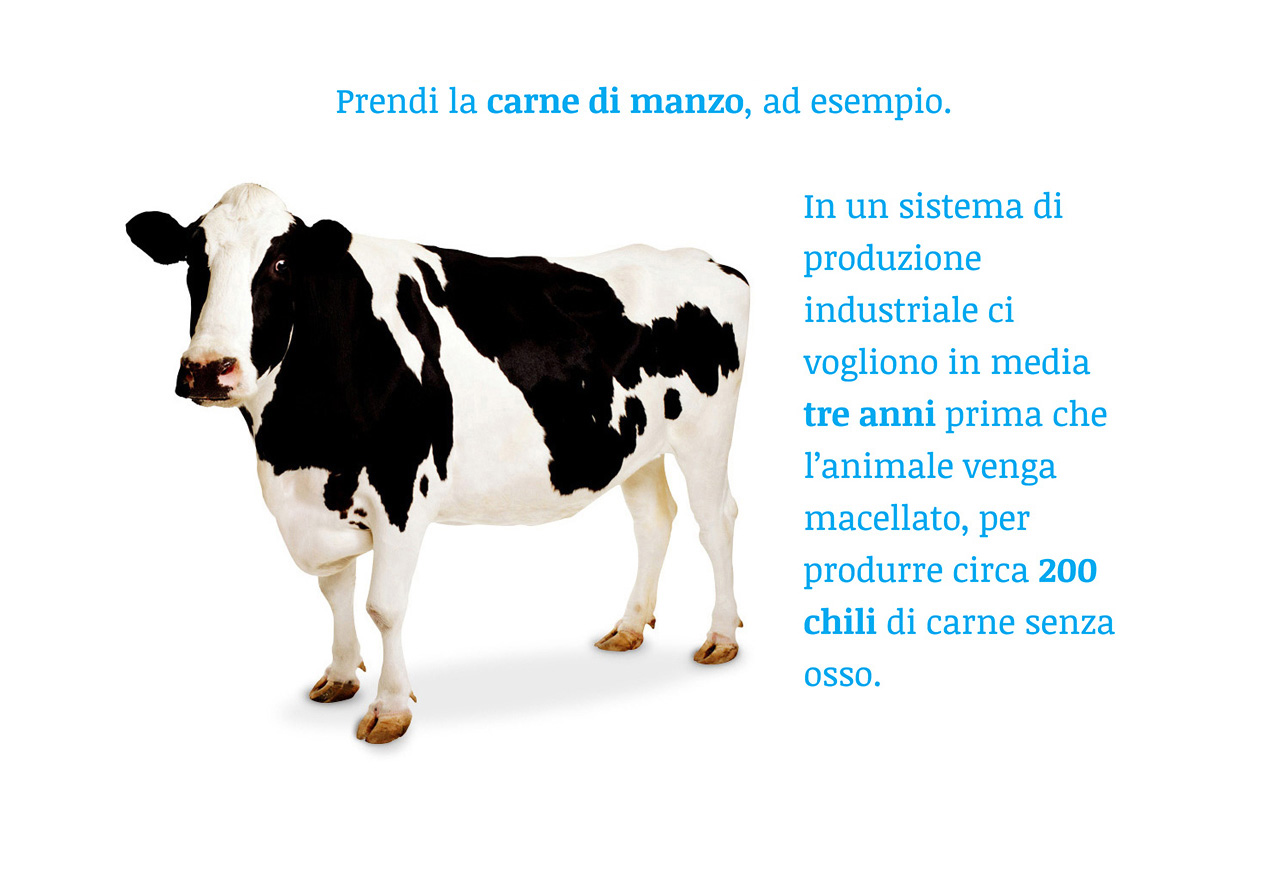 Prendi la carne di manzo, ad esempio.
In un sistema di
produzione
industriale ci
vogliono in media
tre anni prima che
l’animale venga
macellato, per
produrre circa 200
chili di carne senza
osso.